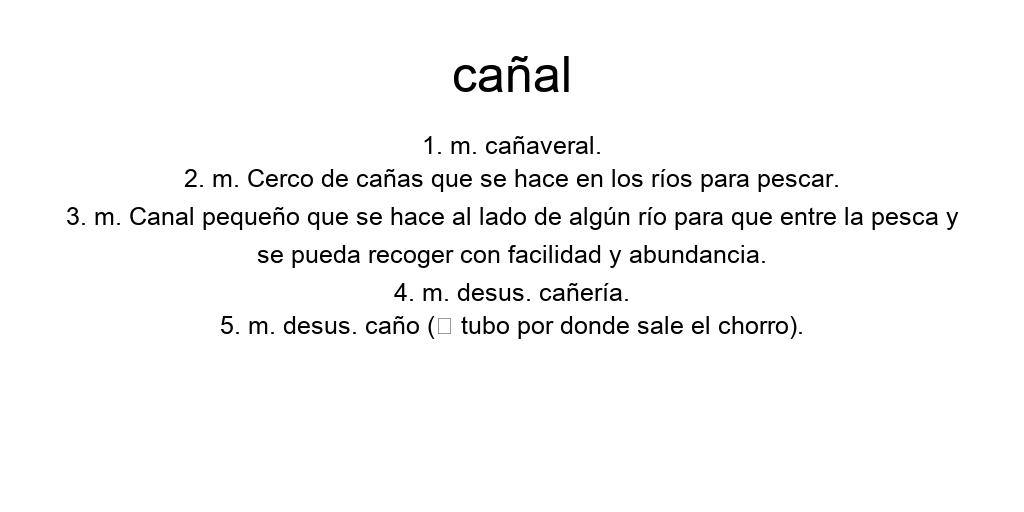 cañal
1. m. cañaveral.
2. m. Cerco de cañas que se hace en los ríos para pescar.
3. m. Canal pequeño que se hace al lado de algún río para que entre la pesca y
se pueda recoger con facilidad y abundancia.
4. m. desus. cañería.
5. m. desus. caño (□ tubo por donde sale el chorro).